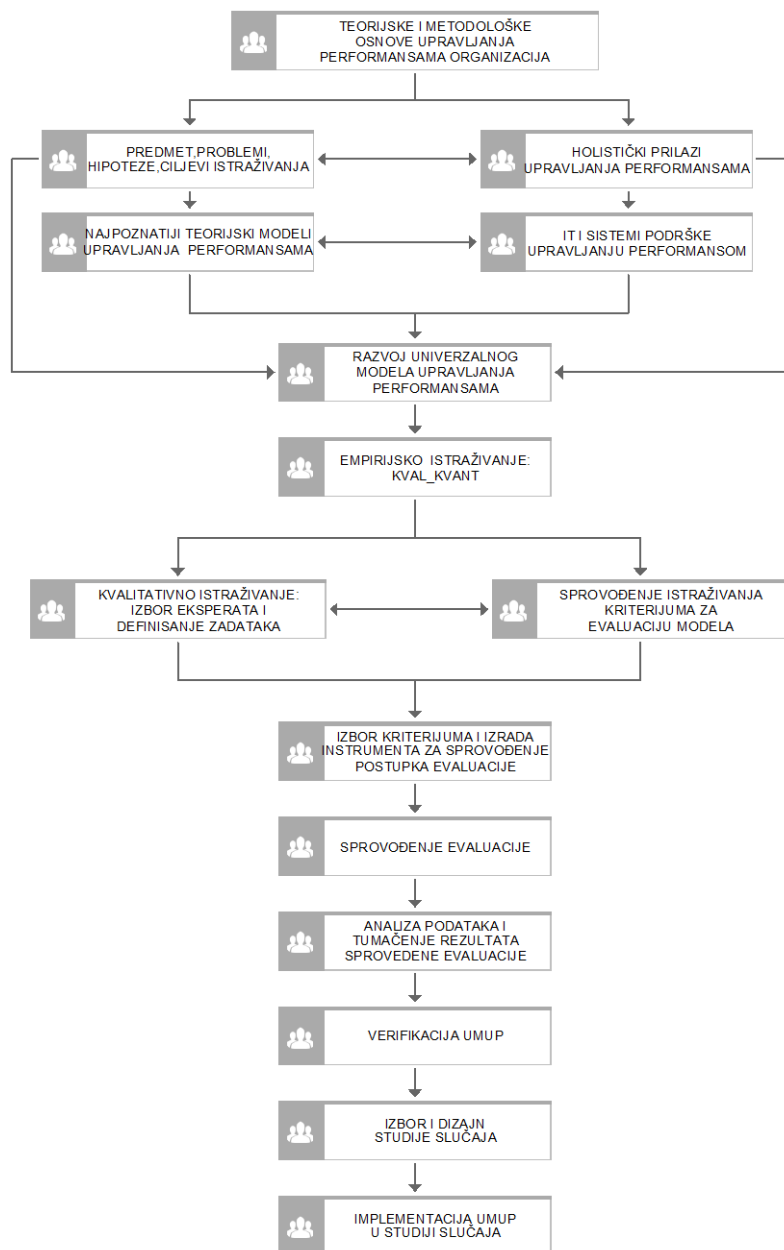 TEORIJSKE I METODOLOŠKE
OSNOVE UPRAVLJANJA
PERFORMANSAMA ORGANIZACIJA
PREDMET,PROBLEMI,
HIPOTEZE,CILJEVI ISTRAŽIVANJA
HOLISTIČKI PRILAZI
UPRAVLJANJA PERFORMANSAMA
NAJPOZNATIJI TEORIJSKI MODELI
UPRAVLJANJA PERFORMANSAMA
IT I SISTEMI PODRŠKE
UPRAVLJANJU PERFORMANSOM
RAZVOJ UNIVERZALNOG
MODELA UPRAVLJANJA
PERFORMANSAMA
EMPIRIJSKO ISTRAŽIVANJE:
KVAL_KVANT
KVALITATIVNO ISTRAŽIVANJE:
IZBOR EKSPERATA I
DEFINISANJE ZADATAKA
SPROVOĐENJE ISTRAŽIVANJA
KRITERIJUMA ZA
EVALUACIJU MODELA
IZBOR KRITERIJUMA I IZRADA
INSTRUMENTA ZA SPROVOĐENJE
POSTUPKA EVALUACIJE
SPROVOĐENJE EVALUACIJE
ANALIZA PODATAKA I
TUMAČENJE REZULTATA
SPROVEDENE EVALUACIJE
VERIFIKACIJA UMUP
IZBOR I DIZAJN
STUDIJE SLUČAJA
IMPLEMENTACIJA UMUP
U STUDIJI SLUČAJA